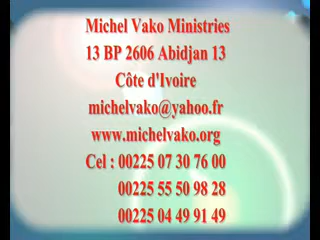 Michel Vako Ministries
13 BP 2606 Abidjan 13
Côte d'Ivoire
michelvako@yahoo.fr
www.michelvako.org
Cel : 00225 07 30 76 00
00225 55 50 98 28
00225 04 49 91 49